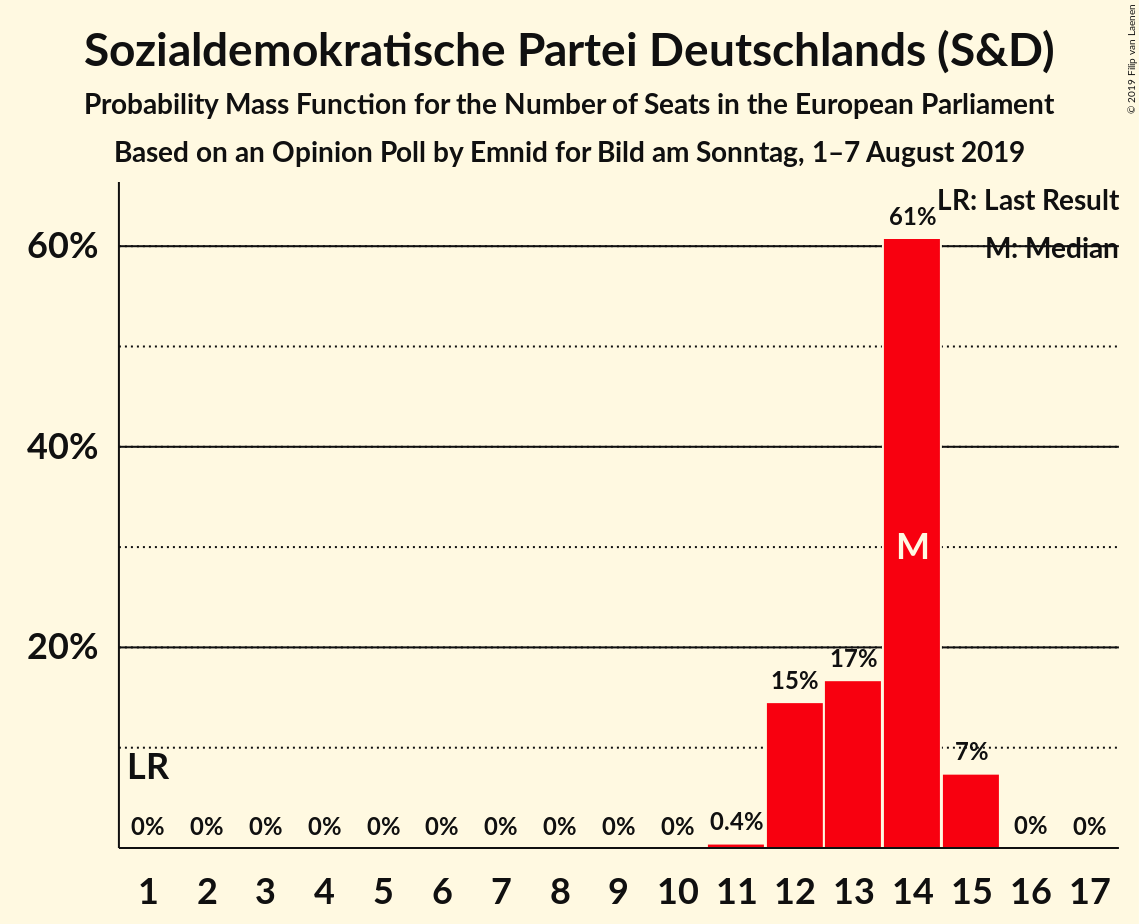 Sozialdemokratische Partei Deutschlands (S&D)
Probability Mass Function for the Number of Seats in the European Parliament
Based on an Opinion Poll by Emnid for Bild am Sonntag, 1–7 August 2019
© 2019 Filip van Laenen
LR: Last Result
M: Median
60%
40%
20%
61%
M
17%
15%
7%
LR
0% 0% 0% 0% 0% 0% 0% 0% 0% 0% 0.4% 0% 0%
1 2 3 4 5 6 7 8 9 10 11 12 13 14 15 16 17